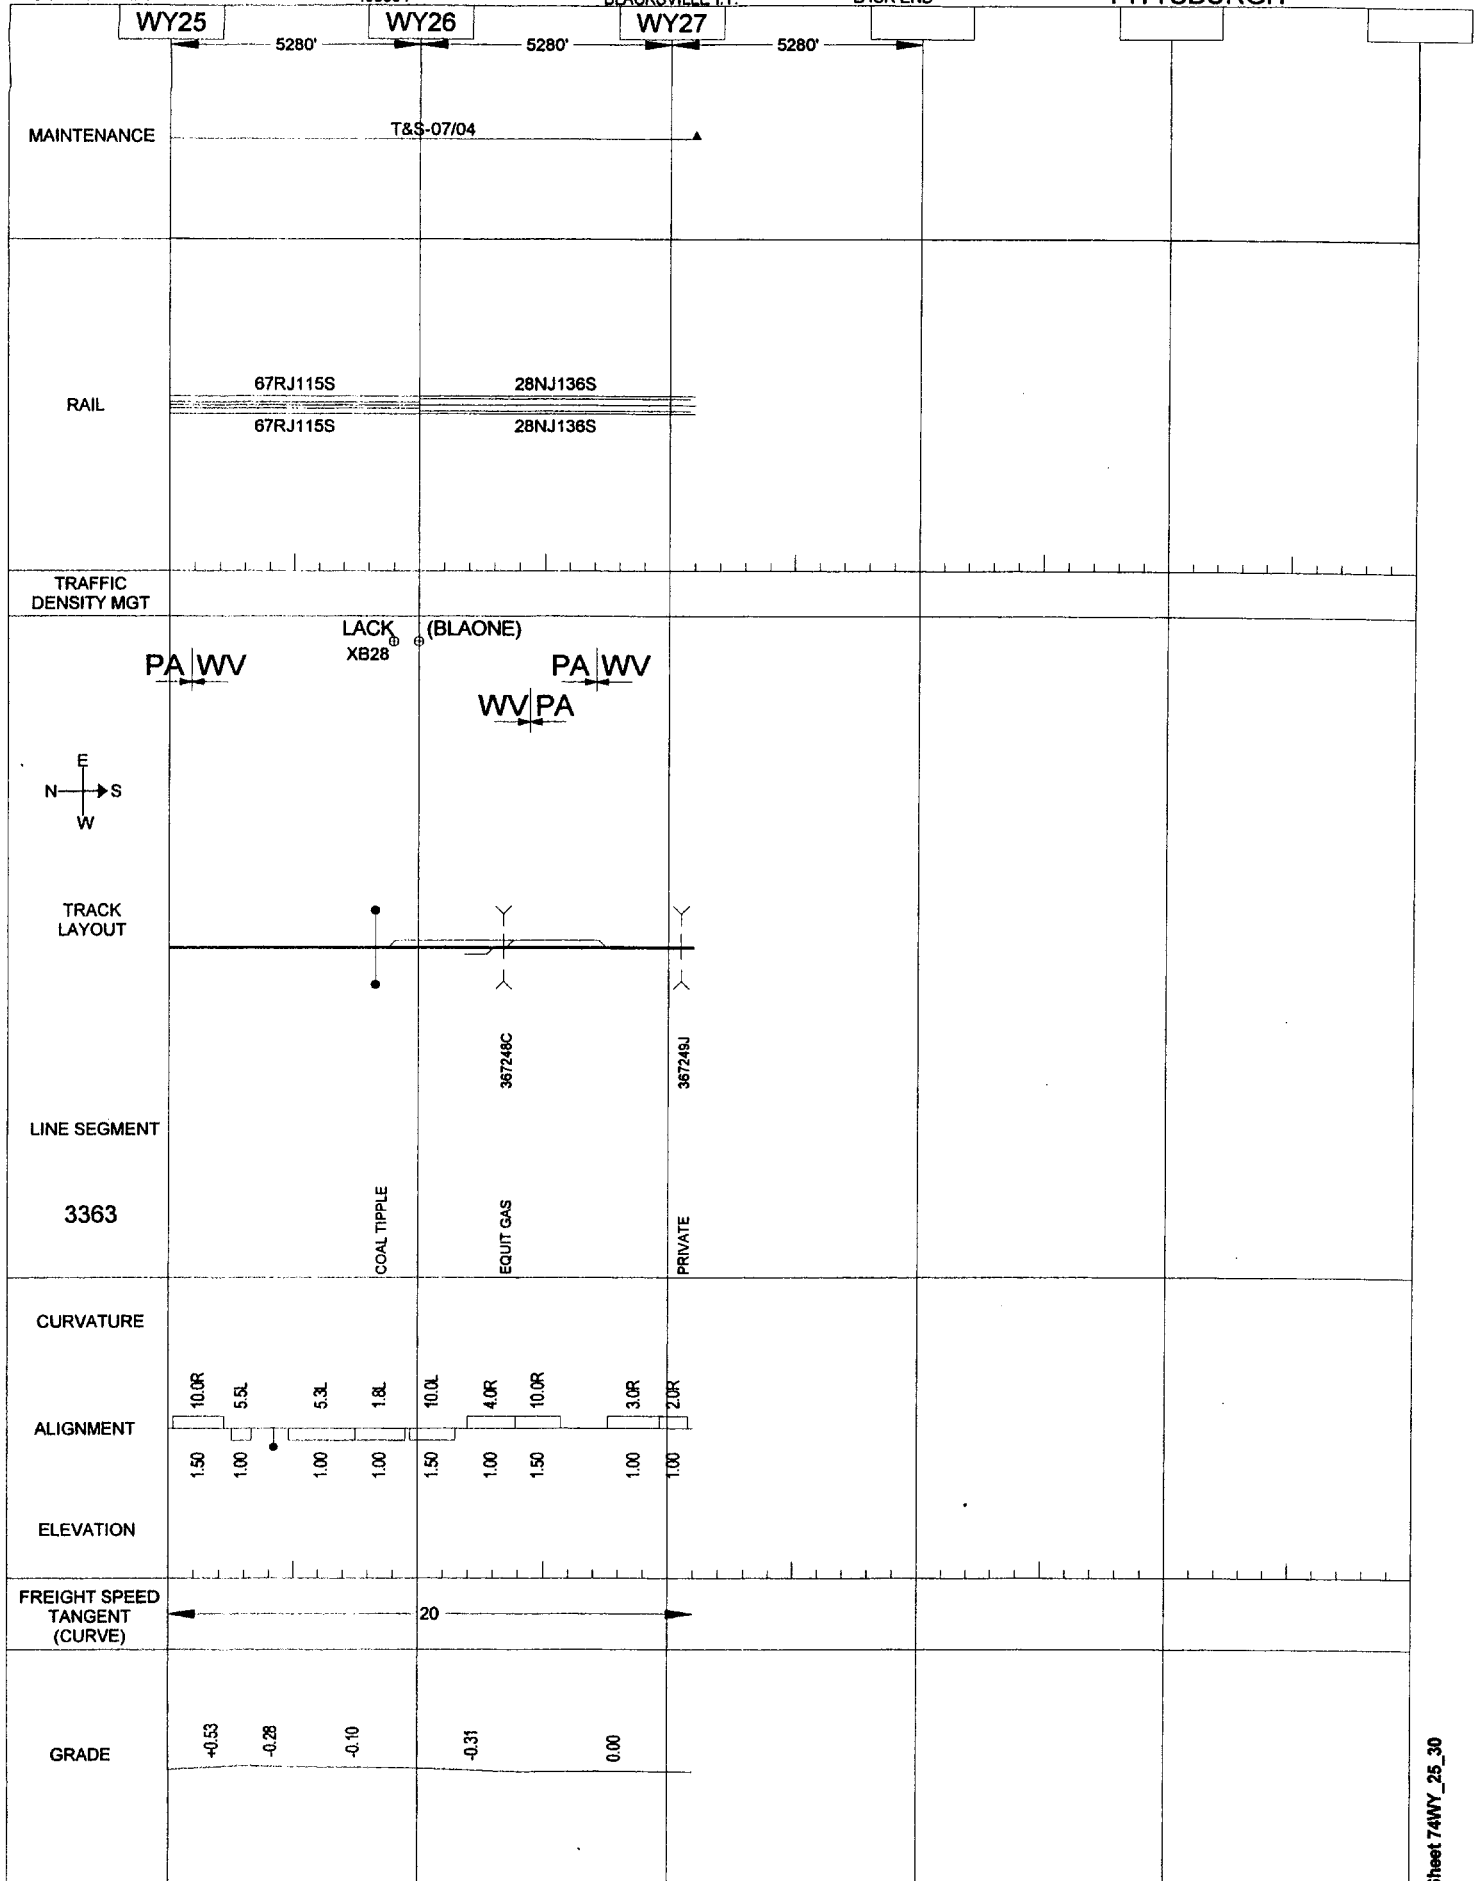 PITTSBURGH
WY25 WY26 WY27
5280' 5280' 5280'
MAINTENANCE
T&S-07/04
RAIL
67RJ115S 28NJ136S
67RJ115S 28NJ136S
TRAFFIC
DENSITY MGT
LACK (BLAONE)
XB28
PA WV PA WV
WV PA
E
N S
W
TRACK
LAYOUT
367248C 367249J
LINE SEGMENT
3363
COAL TIPPLE EQUIT GAS PRIVATE
CURVATURE
10.0R 5.5L 5.3L 1.8L 10.0L 4.0R 10.0R 3.0R 2.0R
ALIGNMENT
1.50 1.00 1.00 1.00 1.50 1.00 1.50 1.00 1.00
ELEVATION
FREIGHT SPEED
TANGENT
(CURVE)
20
GRADE
+0.53 -0.28 -0.10 -0.31 0.00
Sheet 74WY_25_30